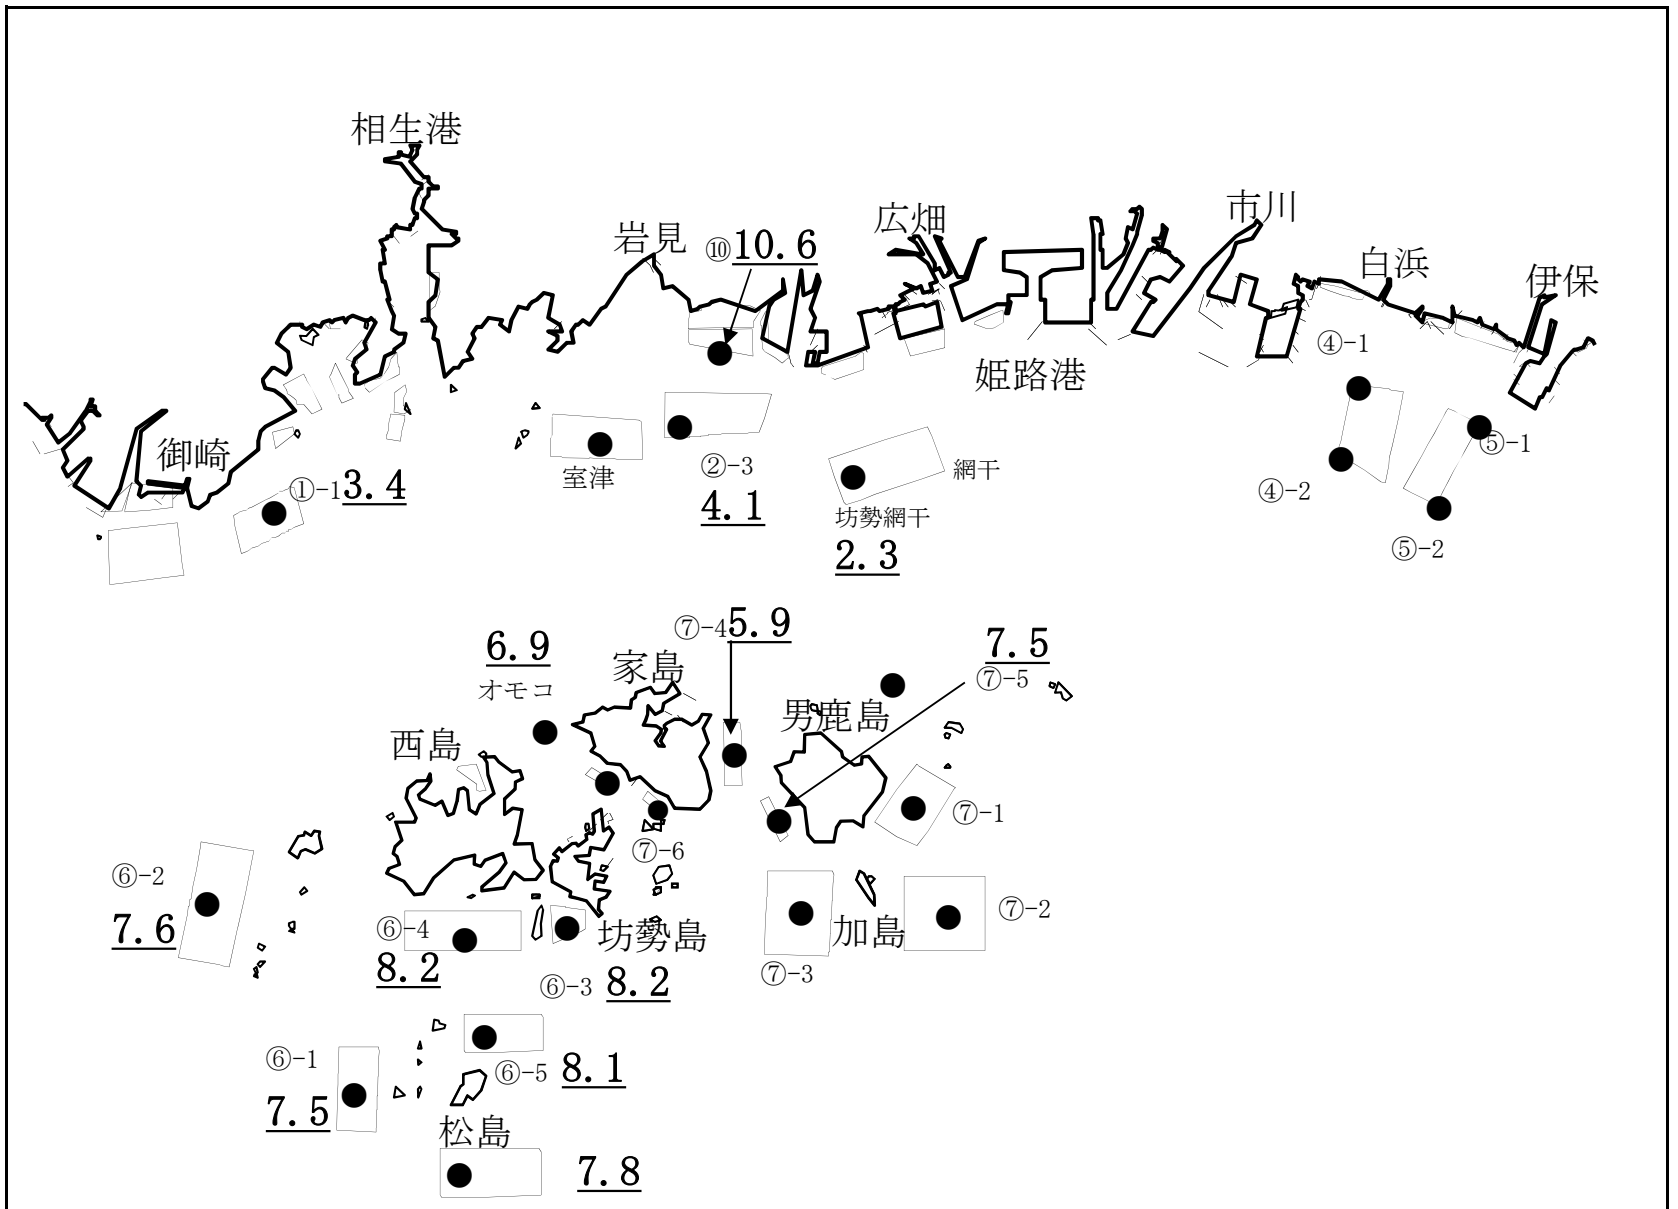 相生港
市川
広畑
岩見
⑩10.6
白浜
伊保
④-1
姫路港
御崎
⑤-1
②-3
網干
室津
①-13.4
④-2
4.1
坊勢網干
⑤-2
2.3
⑦-45.9
7.5
6.9
家島
⑦-5
オモコ
男鹿島
西島
⑦-1
⑦-6
⑥-2
⑦-2
7.6
⑥-4
坊勢島
加島
8.2
⑦-3
⑥-3 8.2
⑥-1
⑥-5 8.1
7.5
松島
7.8